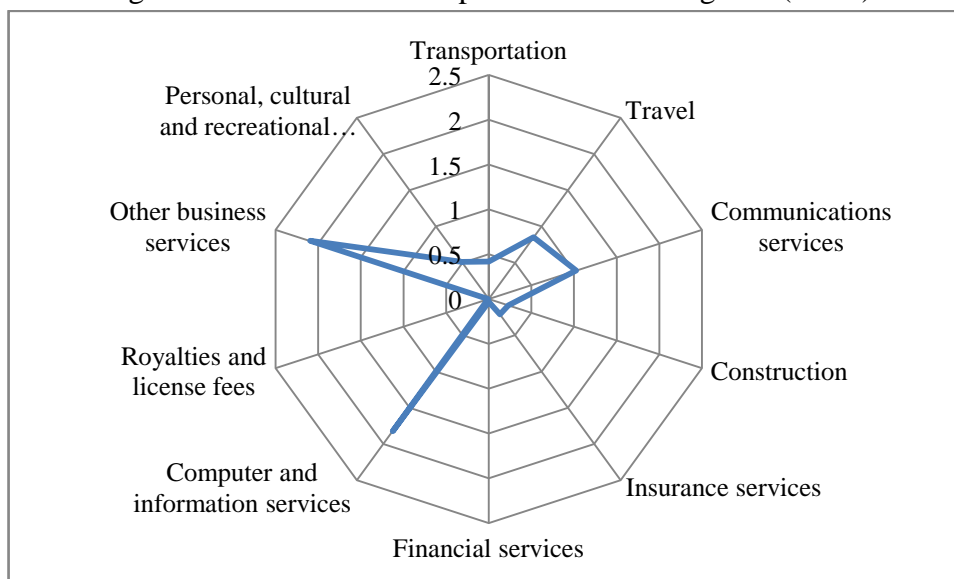 Transportation
2.5
2
1.5
1
0.5
0
Travel
Communications
services
Construction
Insurance services
Financial services
Computer and
information services
Royalties and
license fees
Other business
services
Personal, cultural
and recreational…